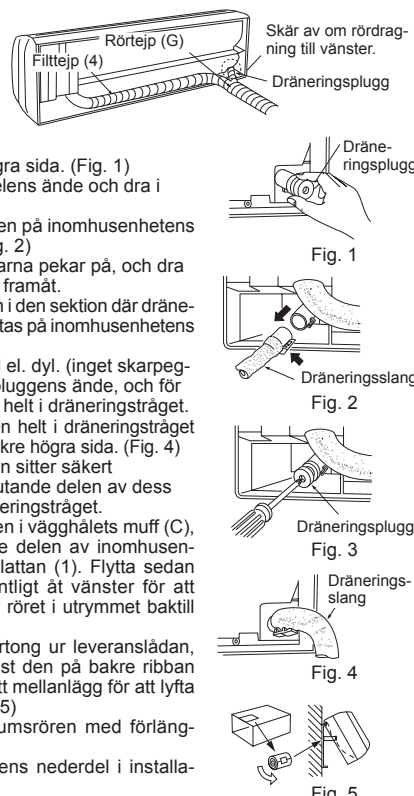 Rörtejp (G)
Filttejp (4)
Skär av om rördrag-
ning till vänster.
Dräneringsplugg
gra sida. (Fig. 1)
elens ände och dra i
en på inomhusenhetens
g. 2)
arna pekar på, och dra
framåt.
n i den sektion där dräne-
tas på inomhusenhetens
el. dyl. (inget skarpeg-
pluggens ände, och för
helt i dräneringstråget.
en helt i dräneringstråget
kre högra sida. (Fig. 4)
n sitter säkert
utande delen av dess
neringstråget.
en i vägghålets muff (C),
e delen av inomhusen-
lattan (1). Flytta sedan
ntligt åt vänster för att
röret i utrymmet baktill
rtong ur leveranslådan,
st den på bakre ribban
tt mellanlägg för att lyfta
5)
umsrören med förläng-
ens nederdel i installa-
Dräne-
ringsplugg
Fig. 1
Dräneringsslang
Fig. 2
Dräneringsplugg
Fig. 3
Dränerings-
slang
Fig. 4
Fig. 5